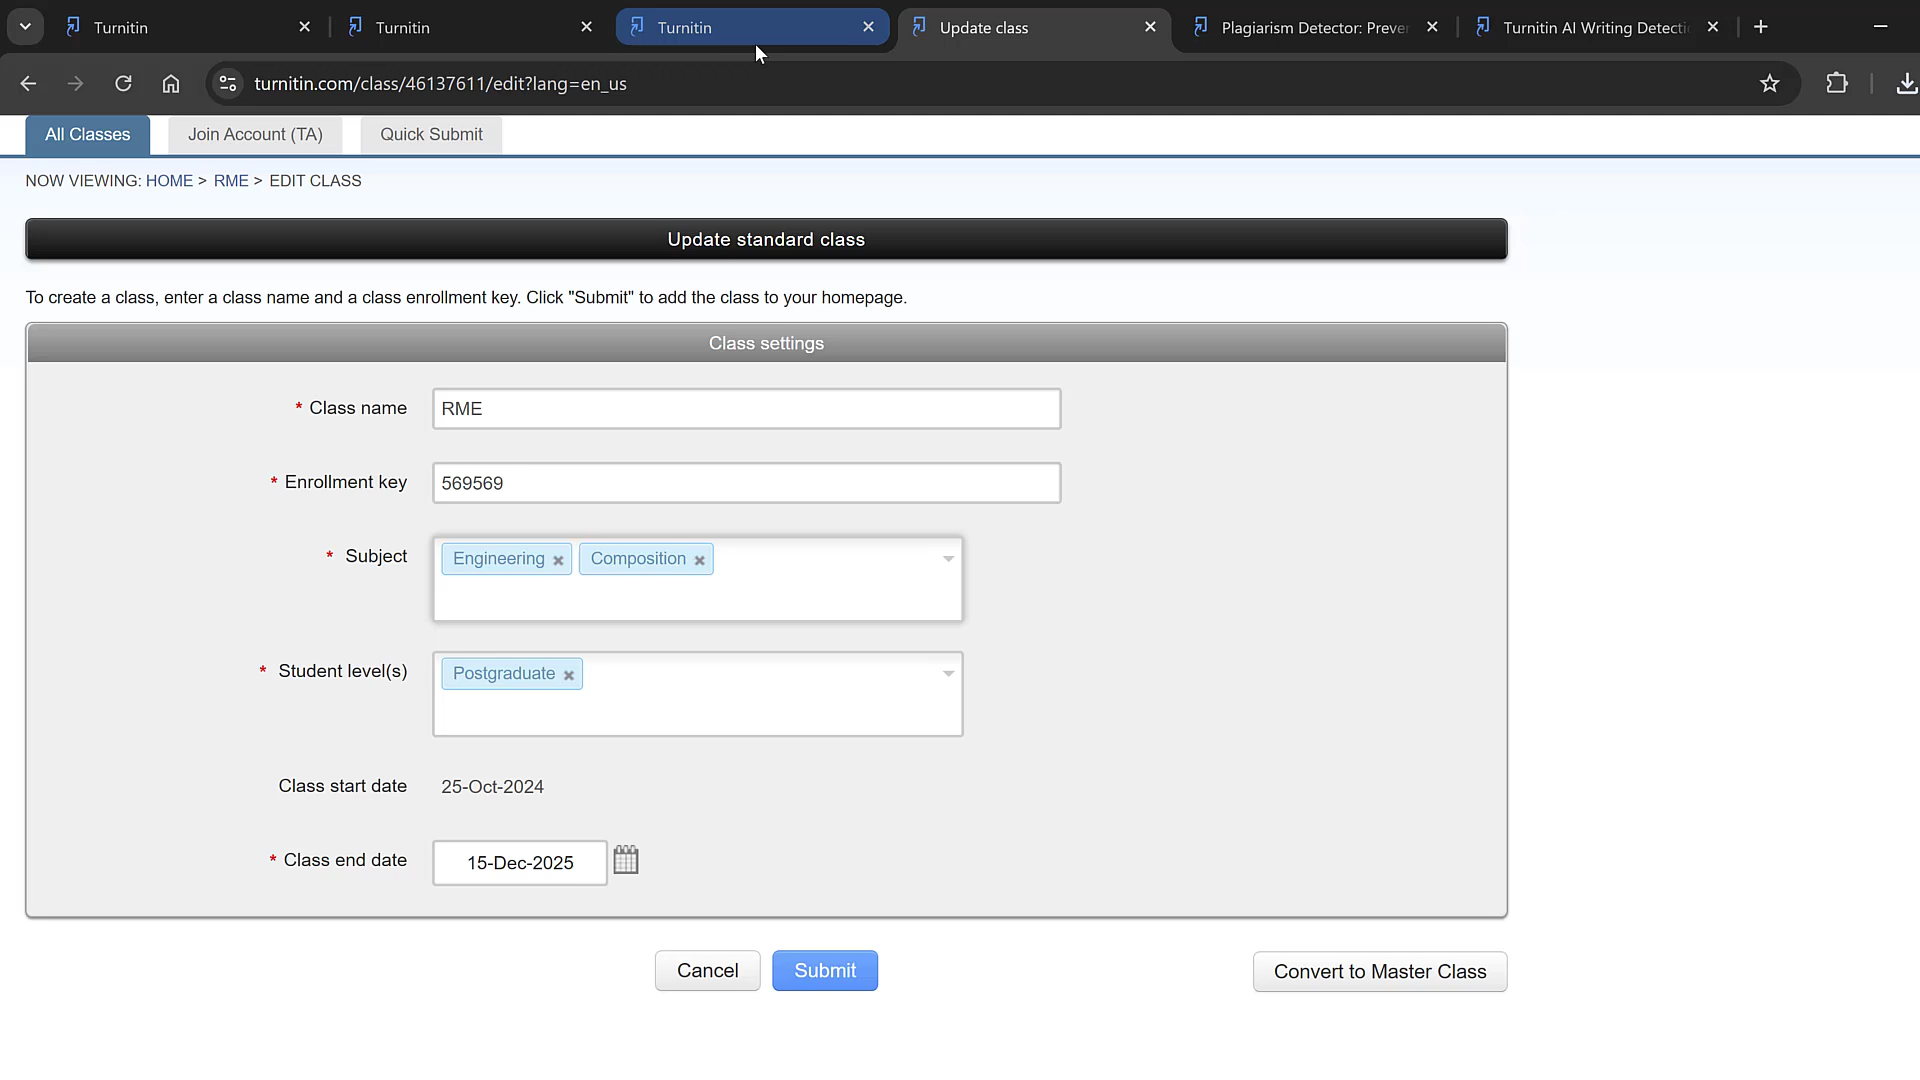 Turnitin
Turnitin
Turnitin
Update class
Plagiarism Detector: Preve
Turnitin AI Writing Detecti
turnitin.com/class/46137611/edit?lang=en_us
All Classes
Join Account (TA)
Quick Submit
NOW VIEWING: HOME > RME > EDIT CLASS
Update standard class
To create a class, enter a class name and a class enrollment key. Click "Submit" to add the class to your homepage.
Class settings
* Class name RME
* Enrollment key 569569
* Subject Engineering Composition
* Student level(s) Postgraduate
Class start date 25-Oct-2024
* Class end date 15-Dec-2025
Cancel
Submit
Convert to Master Class